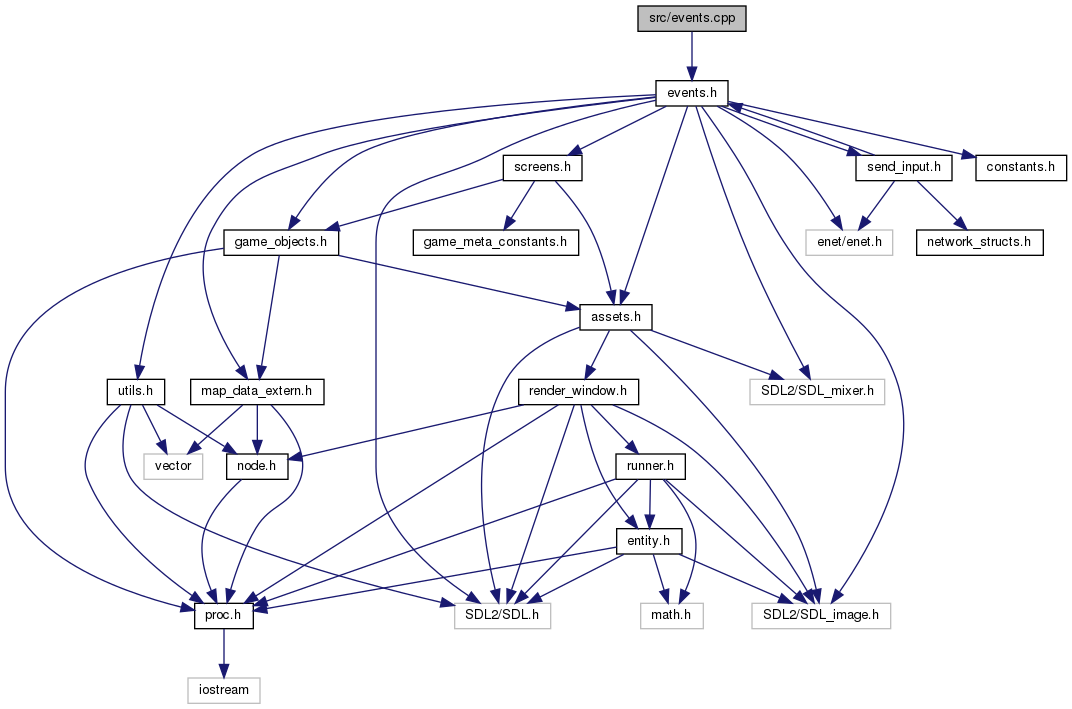 src/events.cpp
events.h
screens.h
send_input.h
constants.h
game_objects.h
game_meta_constants.h
enet/enet.h
network_structs.h
assets.h
utils.h
map_data_extern.h
render_window.h
SDL2/SDL_mixer.h
vector
node.h
runner.h
entity.h
proc.h
SDL2/SDL.h
math.h
SDL2/SDL_image.h
iostream